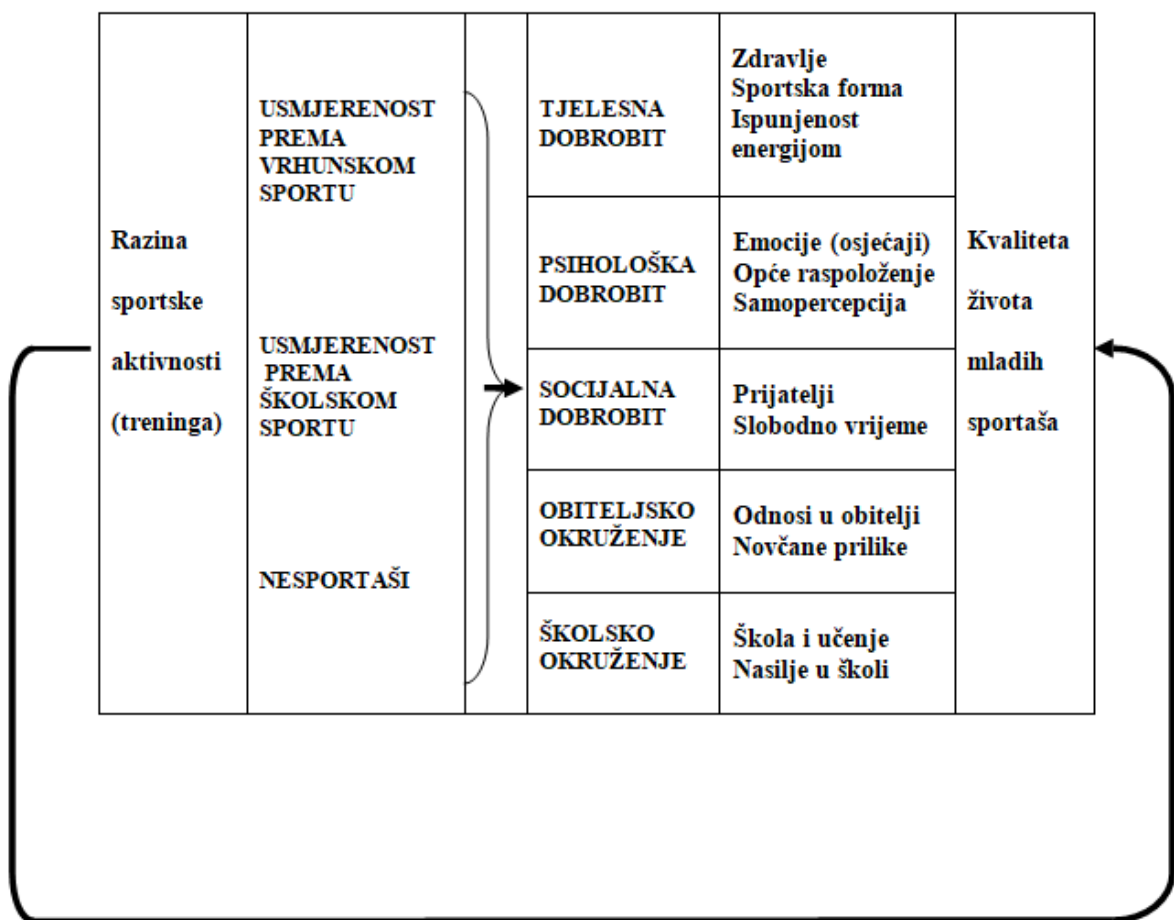 Razina
sportske
aktivnosti
(treninga)
USMJERENOST
PREMA
VRHUNSKOM
SPORTU
USMJERENOST
PREMA
ŠKOLSKOM
SPORTU
NESPORTAŠI
TJELESNA
DOBROBIT
Zdravlje
Sportska forma
Ispunjenost
energijom
PSIHOLOŠKA
DOBROBIT
Emocije (osjećaji)
Opće raspoloženje
Samopercepcija
SOCIJALNA
DOBROBIT
Prijatelji
Slobodno vrijeme
OBITELJSKO
OKRUŽENJE
Odnosi u obitelji
Novčane prilike
ŠKOLSKO
OKRUŽENJE
Škola i učenje
Nasilje u školi
Kvaliteta
života
mladih
sportaša